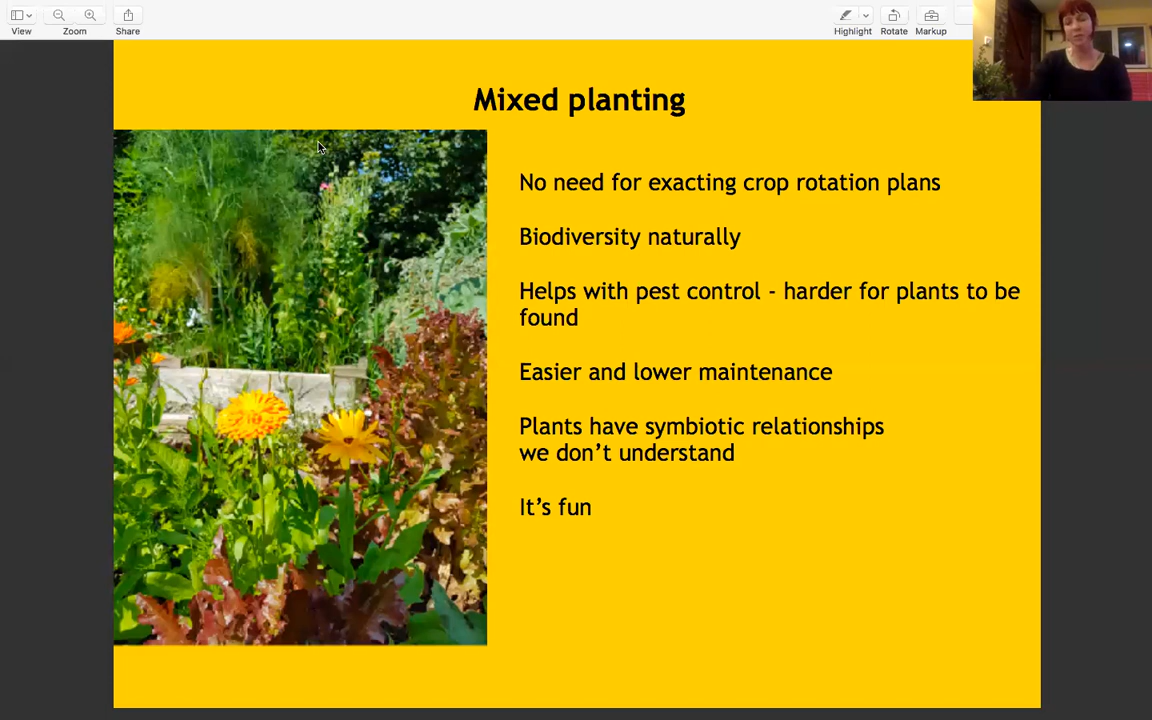 View
Zoom
Share
Highlight
Rotate
Markup
Mixed planting
No need for exacting crop rotation plans
Biodiversity naturally
Helps with pest control - harder for plants to be
found
Easier and lower maintenance
Plants have symbiotic relationships
we don’t understand
It’s fun